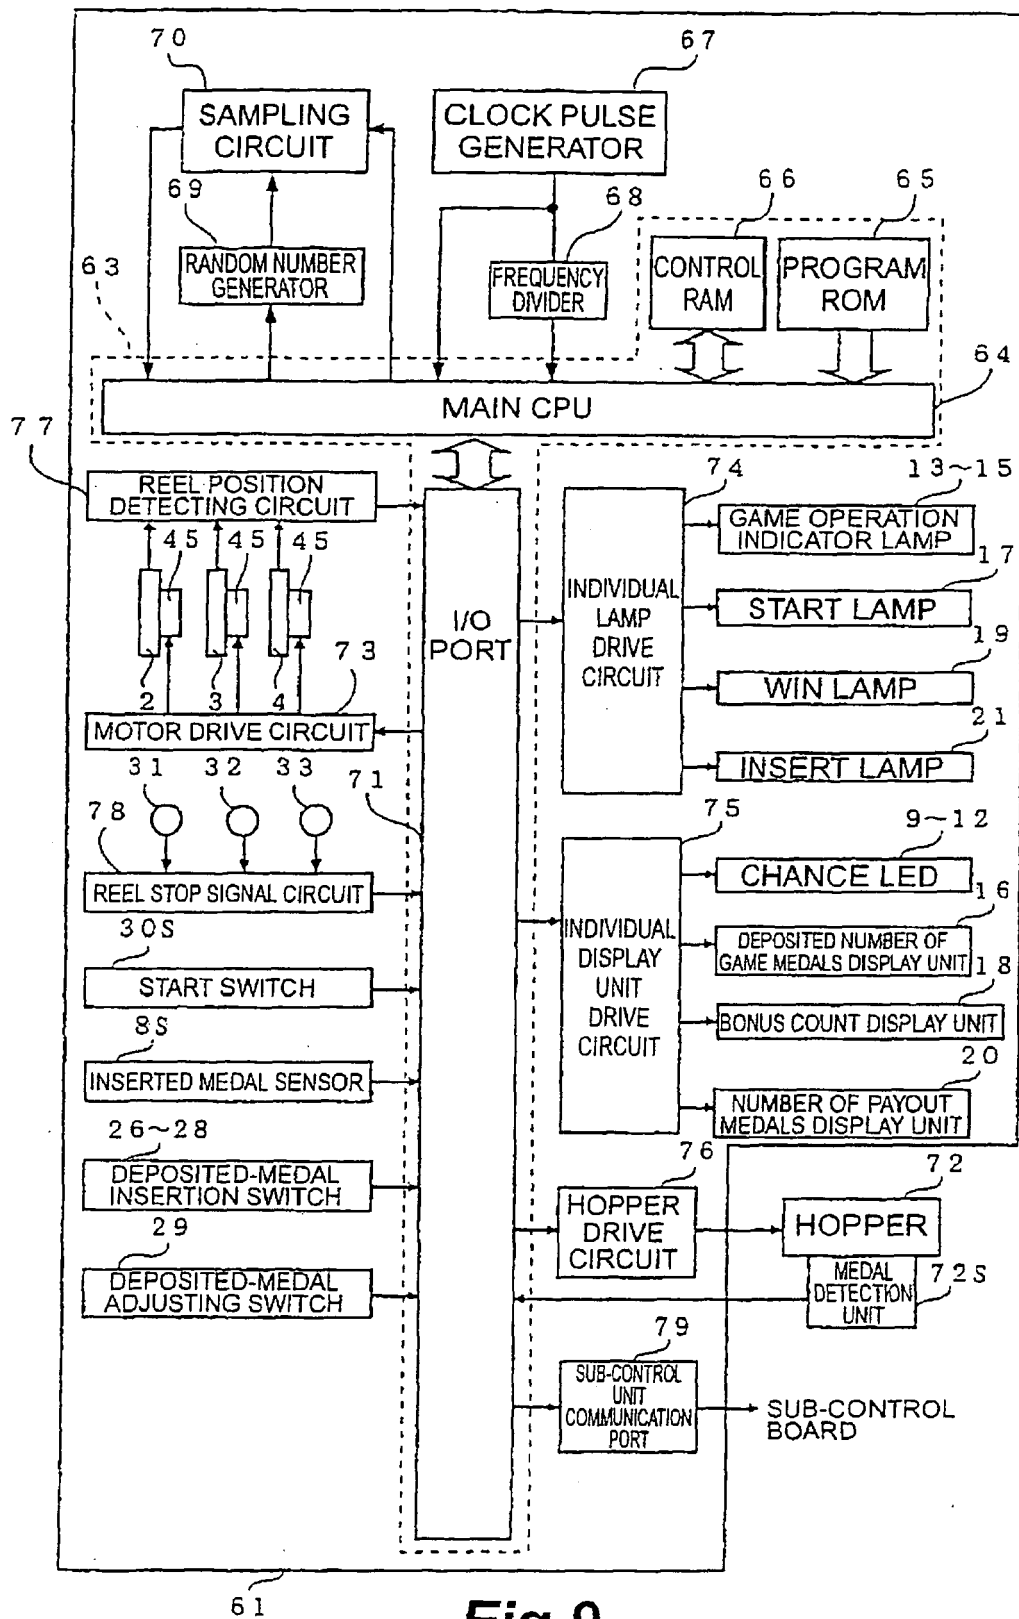 70
67
SAMPLING
CIRCUIT
CLOCK PULSE
GENERATOR
69
68
66
65
63
RANDOM NUMBER
GENERATOR
FREQUENCY
DIVIDER
CONTROL
RAM
PROGRAM
ROM
64
MAIN CPU
77
REEL POSITION
DETECTING CIRCUIT
45
45
45
2
3
4
73
MOTOR DRIVE CIRCUIT
31
32
33
71
78
REEL STOP SIGNAL CIRCUIT
30S
START SWITCH
8S
INSERTED MEDAL SENSOR
26~28
DEPOSITED-MEDAL
INSERTION SWITCH
29
DEPOSITED-MEDAL
ADJUSTING SWITCH
I/O
PORT
74
INDIVIDUAL
LAMP
DRIVE
CIRCUIT
13~15
GAME OPERATION
INDICATOR LAMP
17
START LAMP
19
WIN LAMP
21
INSERT LAMP
75
INDIVIDUAL
DISPLAY
UNIT
DRIVE
CIRCUIT
9~12
CHANCE LED
16
DEPOSITED NUMBER OF
GAME MEDALS DISPLAY UNIT
18
BONUS COUNT DISPLAY UNIT
20
NUMBER OF PAYOUT
MEDALS DISPLAY UNIT
76
HOPPER
DRIVE
CIRCUIT
72
HOPPER
MEDAL
DETECTION
UNIT
72S
79
SUB-CONTROL
UNIT
COMMUNICATION
PORT
SUB-CONTROL
BOARD
61
Fig.9